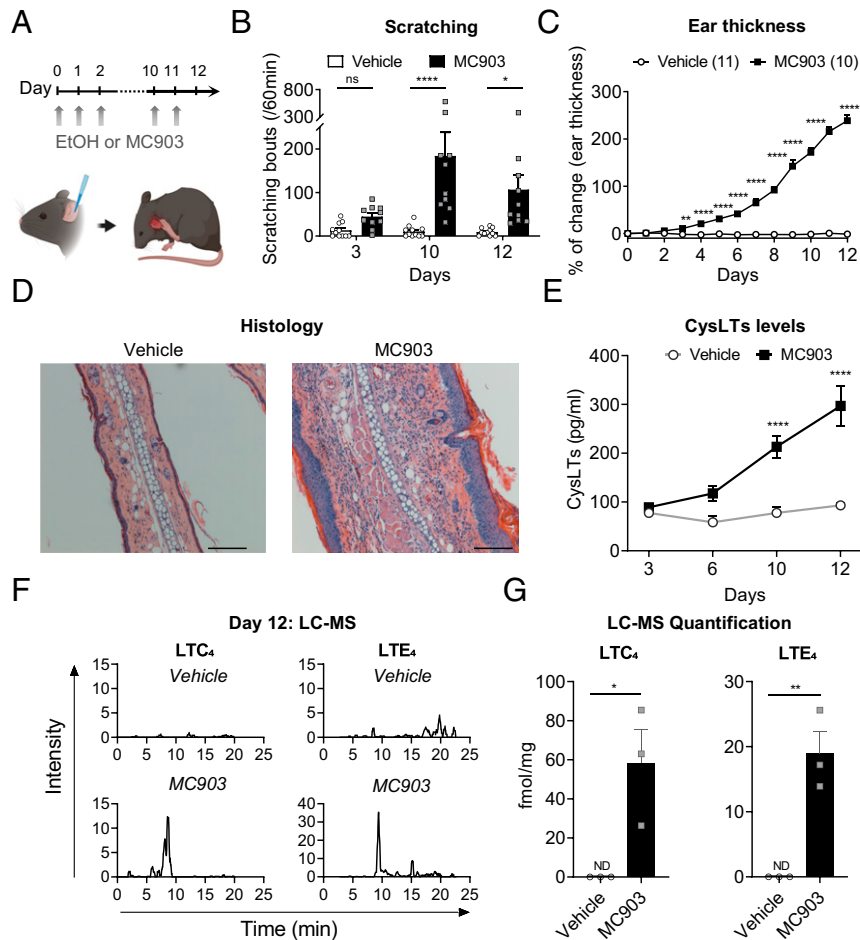 A
0 1 2 10 11 12
Day
EtOH or MC903
B
Scratching
Vehicle MC903
ns **** *
Scratching bouts (/60min)
800
300
200
100
0
3 10 12
Days
C
Ear thickness
Vehicle (11) MC903 (10)
% of change (ear thickness)
300
200
100
0
** **** **** **** **** **** **** **** **** ****
0 2 4 6 8 10 12
Days
D
Histology
Vehicle MC903
E
CysLTs levels
Vehicle MC903
CysLTs (pg/ml)
400
300
200
100
0
**** ****
3 6 10 12
Days
F
Day 12: LC-MS
LTC₄ LTE₄
Vehicle Vehicle
15
10
5
0
0 5 10 15 20 25
15
10
5
0
0 5 10 15 20 25
MC903 MC903
15
10
5
0
0 5 10 15 20 25
40
30
20
10
0
0 5 10 15 20 25
Intensity
Time (min)
G
LC-MS Quantification
LTC₄ LTE₄
fmol/mg
100
80
60
40
20
0
*
ND
Vehicle MC903
30
20
10
0
**
ND
Vehicle MC903